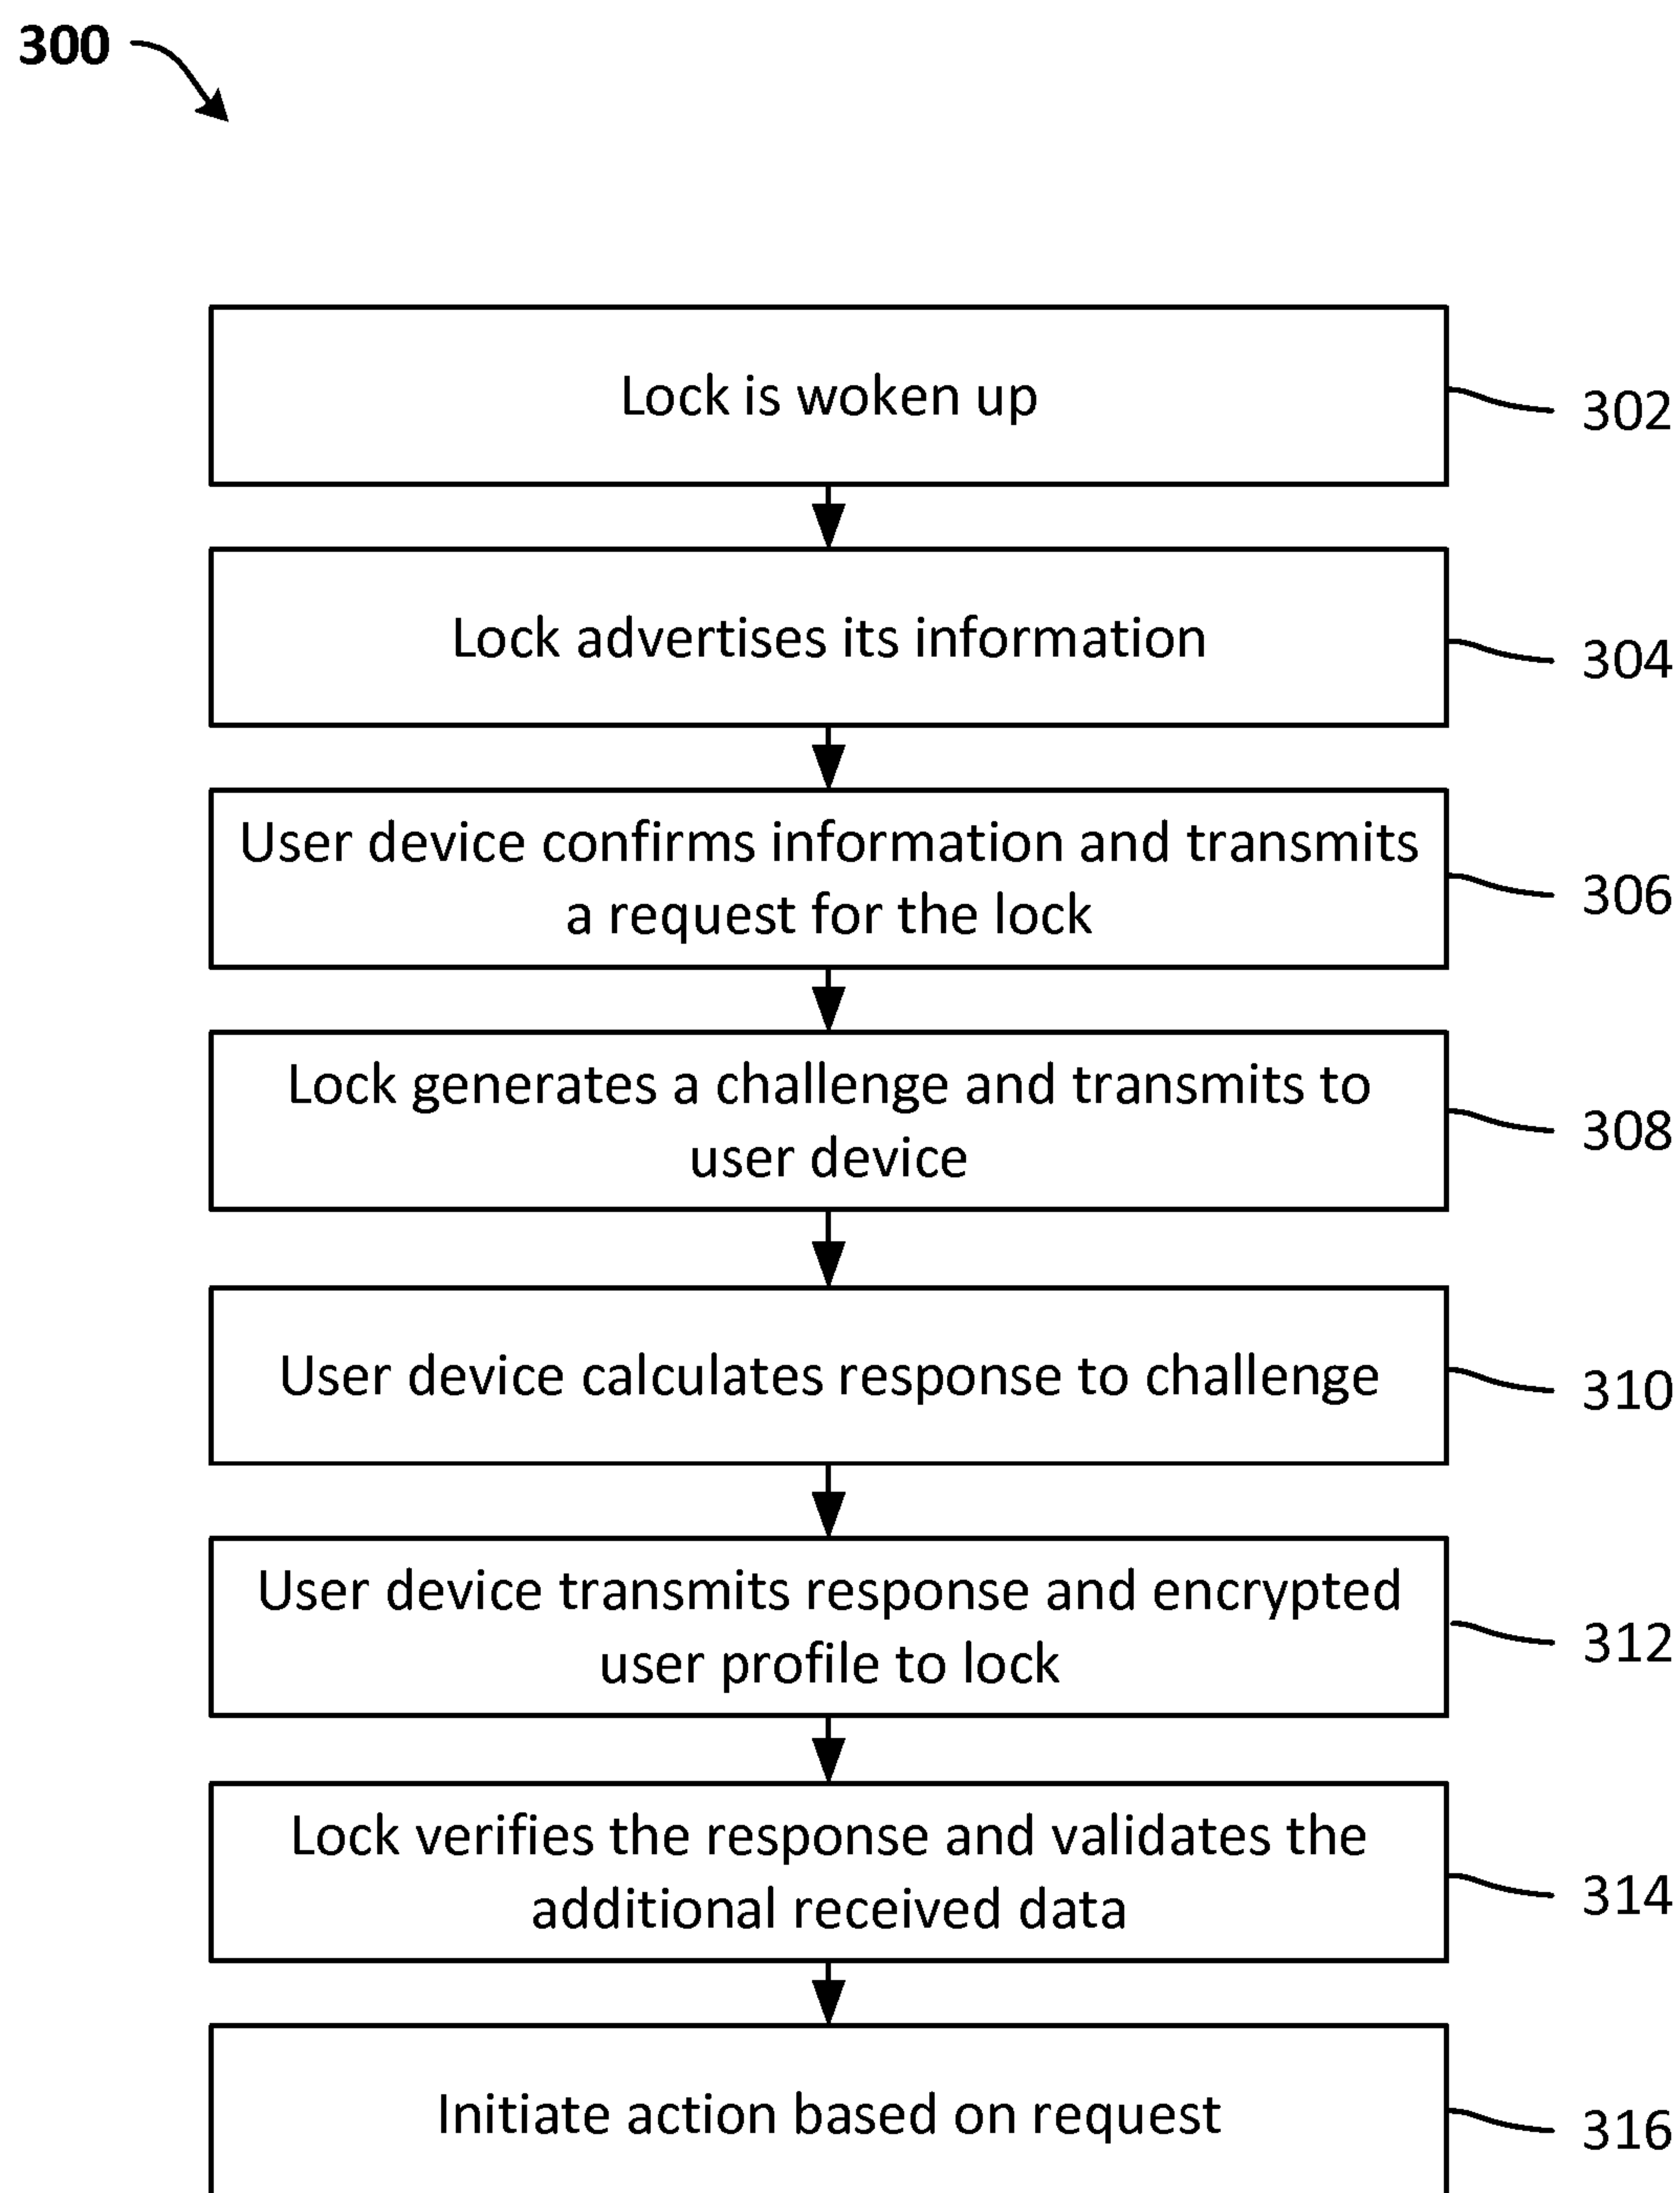 300
Lock is woken up
302
Lock advertises its information
304
User device confirms information and transmits
a request for the lock
306
Lock generates a challenge and transmits to
user device
308
User device calculates response to challenge
310
User device transmits response and encrypted
user profile to lock
312
Lock verifies the response and validates the
additional received data
314
Initiate action based on request
316